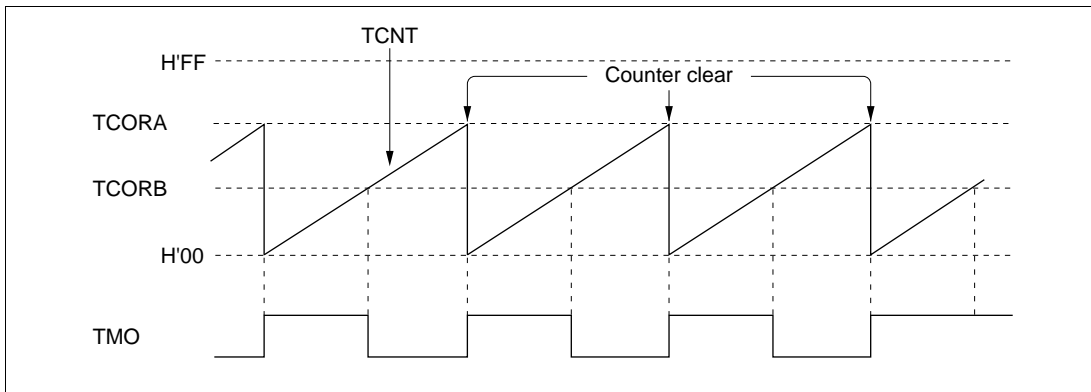 TCNT
H'FF
Counter clear
TCORA
TCORB
H'00
TMO